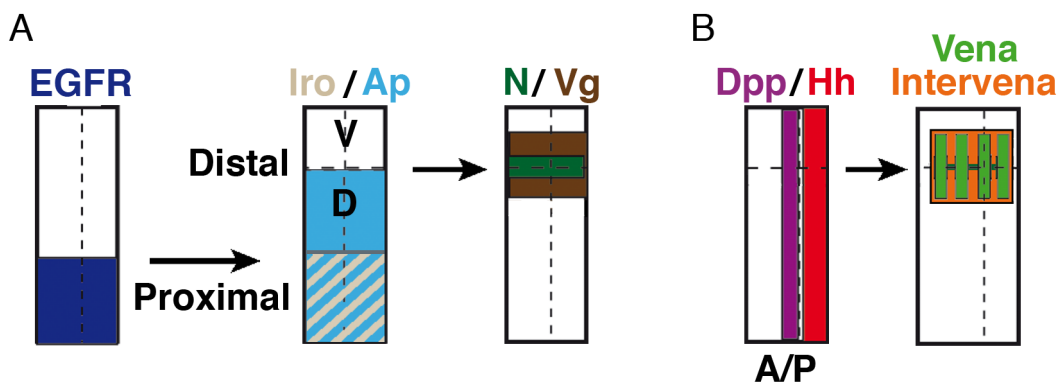 A
B
EGFR
Iro / Ap
N / Vg
Dpp/Hh
Vena
Intervena
V
Distal
D
Proximal
A/P